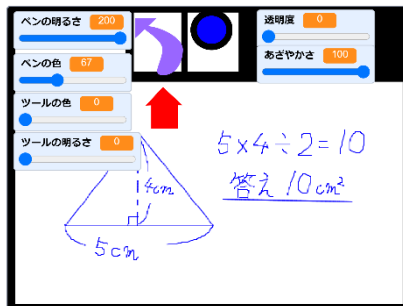 ペンの明るさ 200
ペンの色 67
ツールの色 0
ツールの明るさ 0
透明度 0
あざやかさ 100
4cm
5cm
5×4÷2=10
答え 10cm²